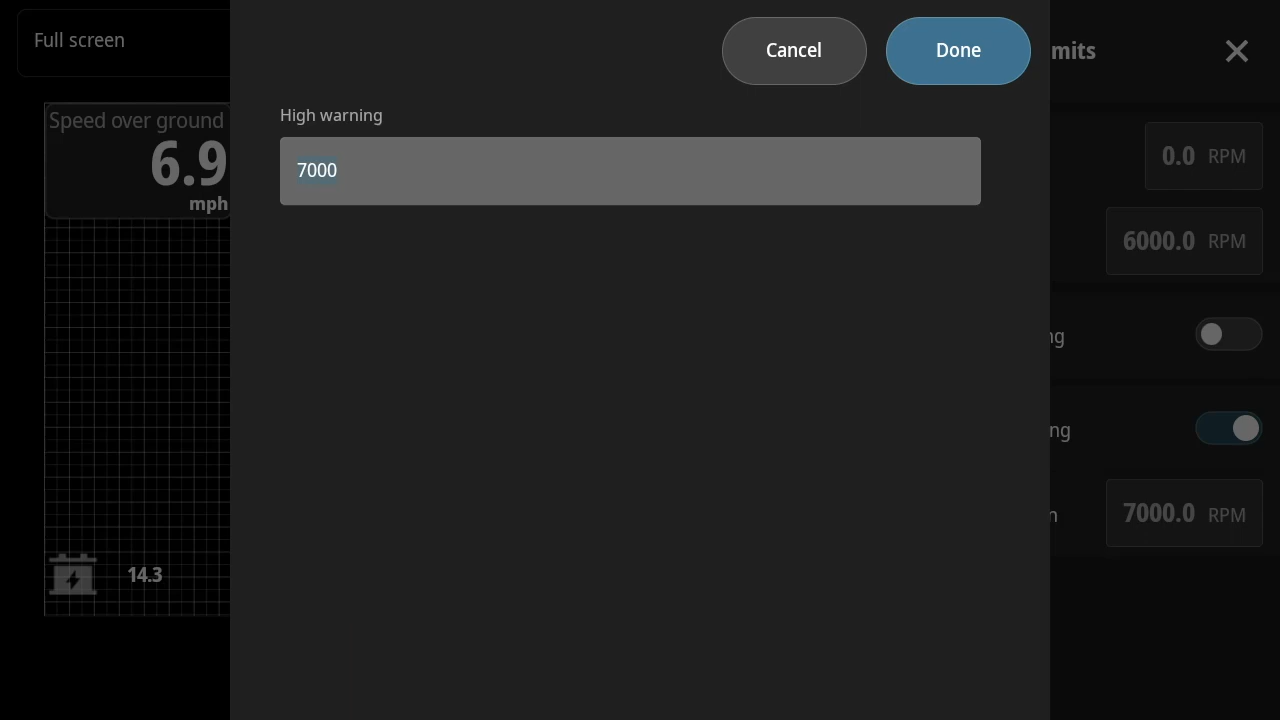 Full screen
Cancel
Done
mits
High warning
7000
Speed over ground
6.9
mph
0.0 RPM
6000.0 RPM
ng
ng
n
7000.0 RPM
14.3